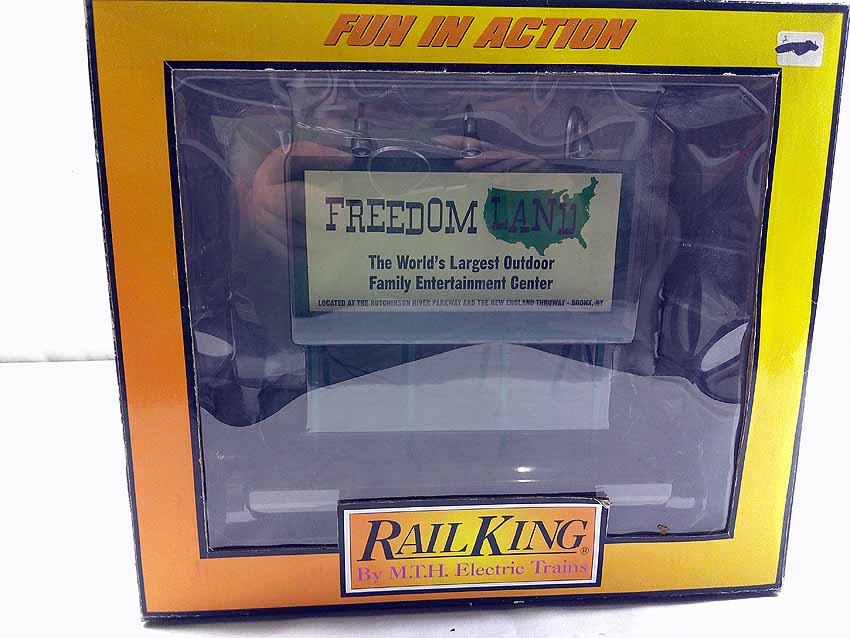 FUN IN ACTION
FREEDOM LAND
The World's Largest Outdoor
Family Entertainment Center
LOCATED AT THE HUTCHINSON RIVER PARKWAY AND THE NEW ENGLAND THRUWAY - BRONX, NY
RAILKING®
By M.T.H. Electric Trains